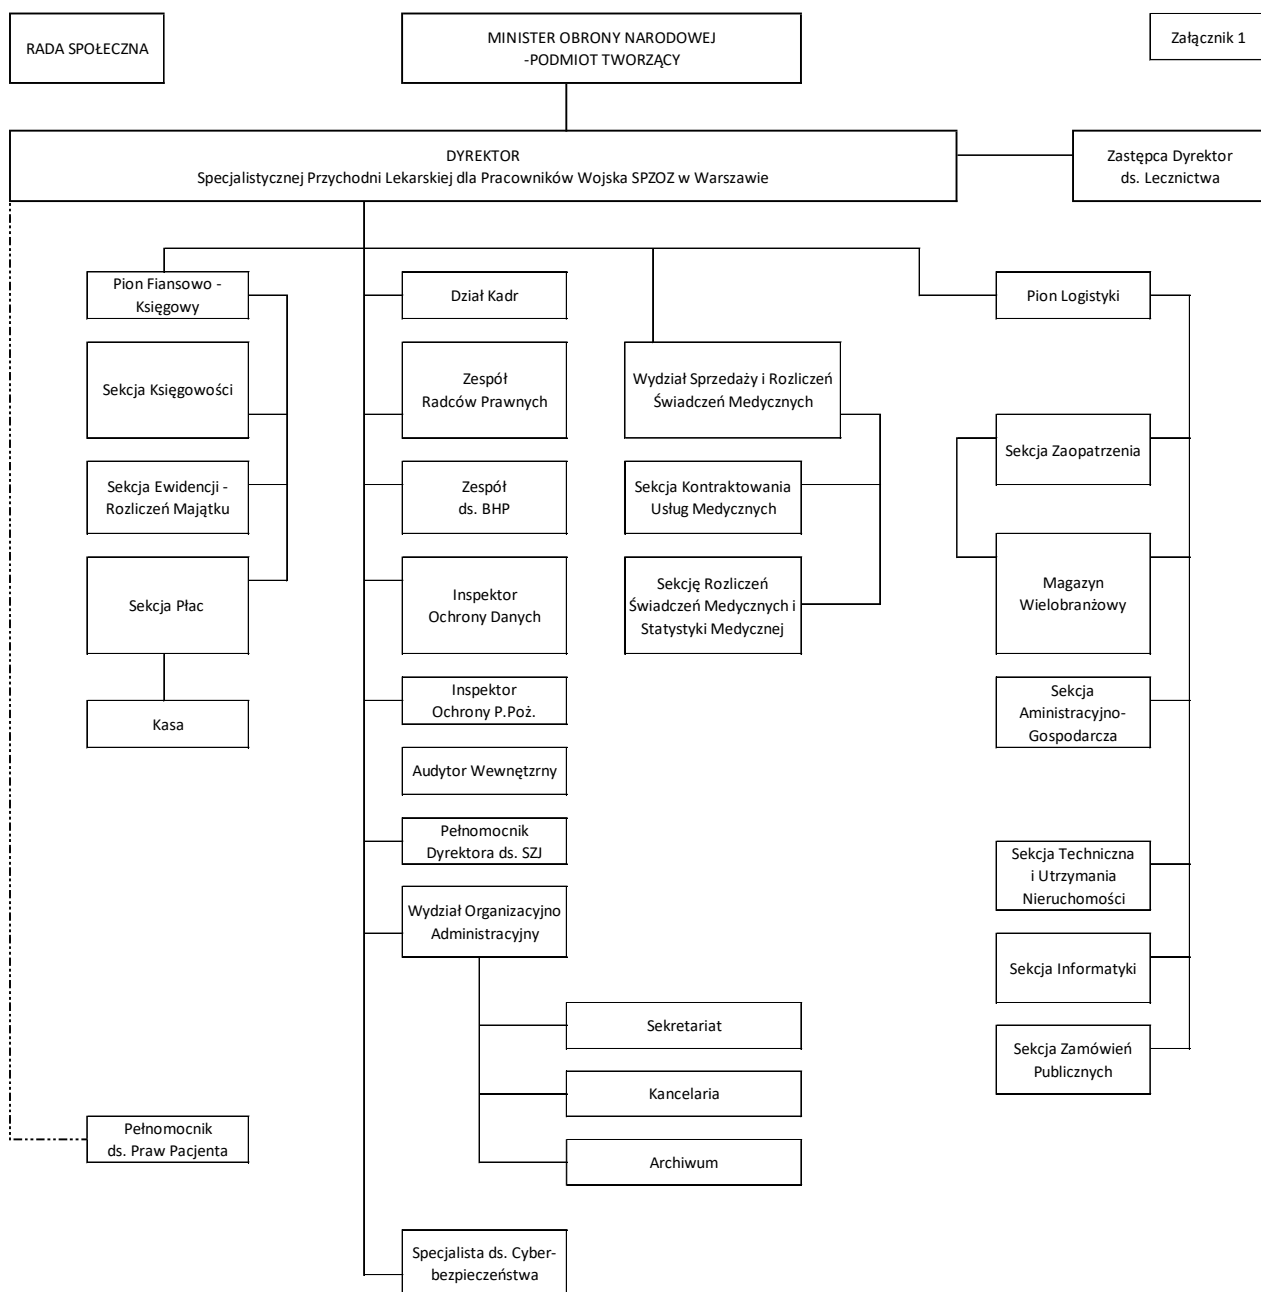 RADA SPOŁECZNA
MINISTER OBRONY NARODOWEJ
-PODMIOT TWORZĄCY
Załącznik 1
DYREKTOR
Specjalistycznej Przychodni Lekarskiej dla Pracowników Wojska SPZOZ w Warszawie
Zastępca Dyrektor
ds. Lecznictwa
Pion Fiansowo -
Księgowy
Dział Kadr
Pion Logistyki
Sekcja Księgowości
Zespół
Radców Prawnych
Wydział Sprzedaży i Rozliczeń
Świadczeń Medycznych
Sekcja Zaopatrzenia
Sekcja Ewidencji -
Rozliczeń Majątku
Zespół
ds. BHP
Sekcja Kontraktowania
Usług Medycznych
Sekcja Płac
Inspektor
Ochrony Danych
Sekcję Rozliczeń
Świadczeń Medycznych i
Statystyki Medycznej
Magazyn
Wielobranżowy
Kasa
Inspektor
Ochrony P.Poż.
Sekcja
Aministracyjno-
Gospodarcza
Audytor Wewnętzrny
Pełnomocnik
Dyrektora ds. SZJ
Sekcja Techniczna
i Utrzymania
Nieruchomości
Wydział Organizacyjno
Administracyjny
Sekcja Informatyki
Sekretariat
Sekcja Zamówień
Publicznych
Kancelaria
Pełnomocnik
ds. Praw Pacjenta
Archiwum
Specjalista ds. Cyber-
bezpieczeństwa